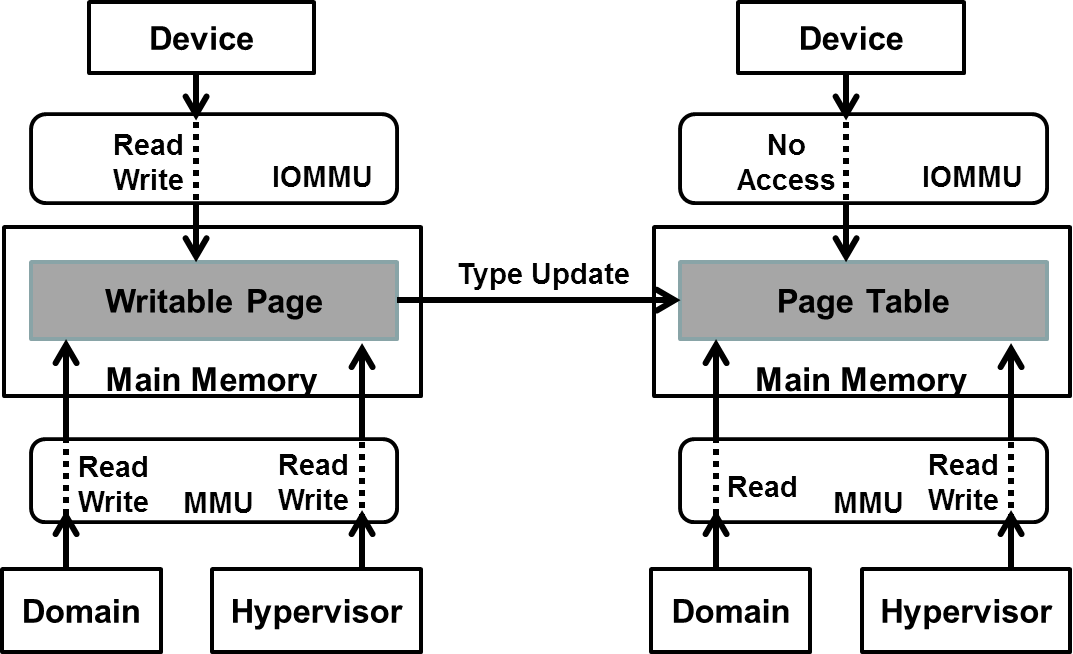 Device
Read
Write
IOMMU
Writable Page
Main Memory
Read
Write
MMU
Read
Write
Domain
Hypervisor
Type Update
Device
No
Access
IOMMU
Page Table
Main Memory
Read
MMU
Read
Write
Domain
Hypervisor